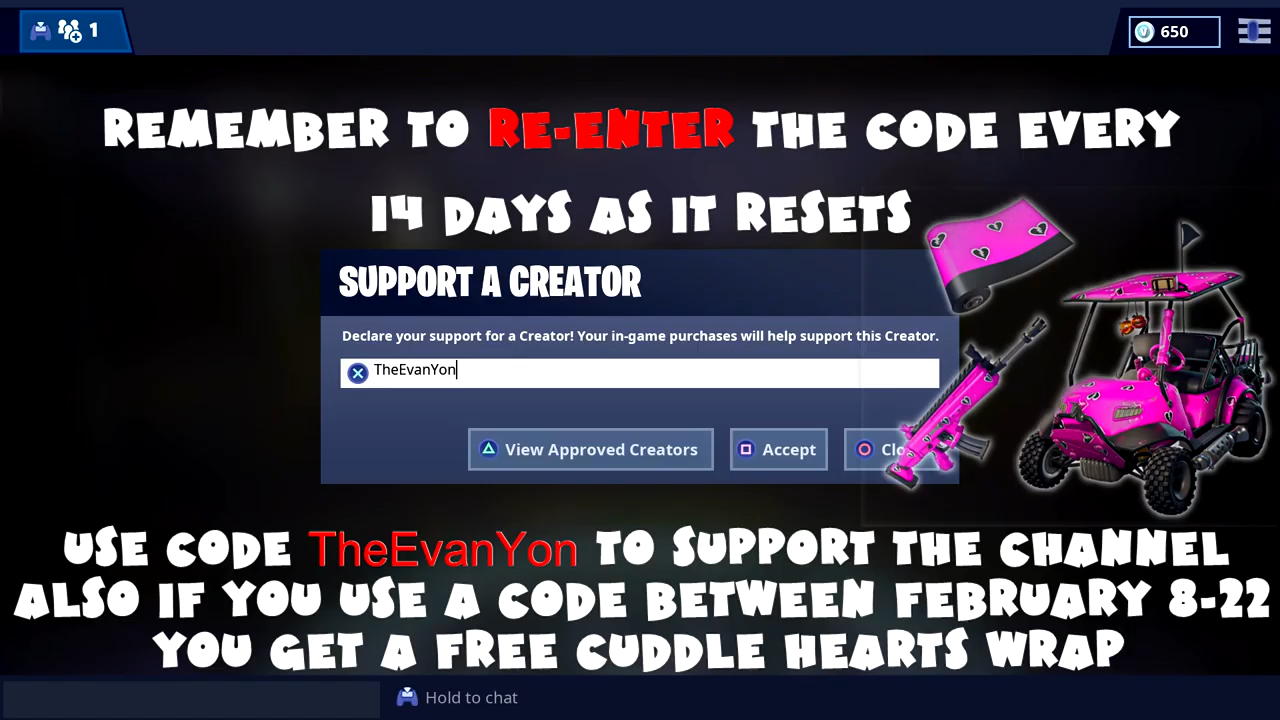 1
650
REMEMBER TO RE-ENTER THE CODE EVERY
14 DAYS AS IT RESETS
SUPPORT A CREATOR
Declare your support for a Creator! Your in-game purchases will help support this Creator.
TheEvanYon
View Approved Creators
Accept
Clo
USE CODE TheEvanYon TO SUPPORT THE CHANNEL
ALSO IF YOU USE A CODE BETWEEN FEBRUARY 8-22
YOU GET A FREE CUDDLE HEARTS WRAP
Hold to chat